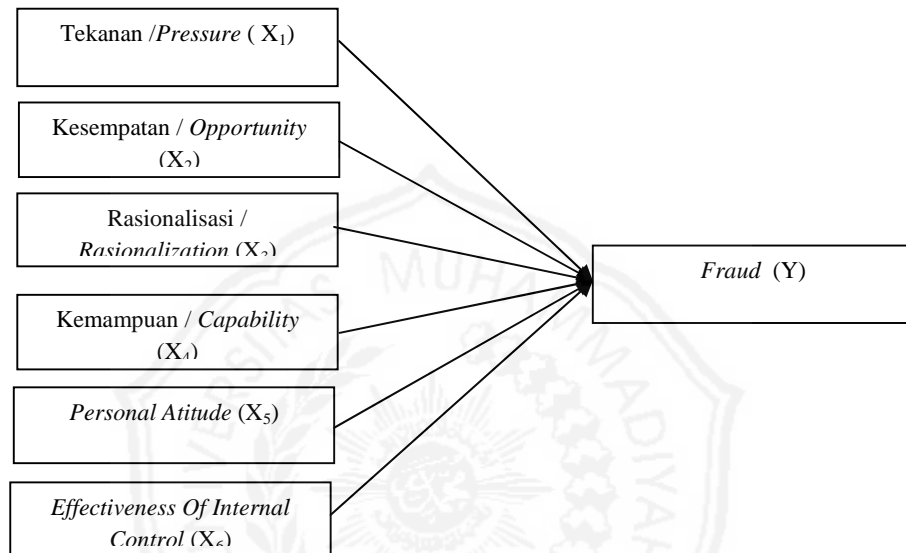 Tekanan /Pressure ( X₁)
Kesempatan / Opportunity
(X₂)
Rasionalisasi /
Rasionalization (X₃)
Kemampuan / Capability
(X₄)
Personal Atitude (X₅)
Effectiveness Of Internal
Control (X₆)
Fraud (Y)
MUHAMMADIYA